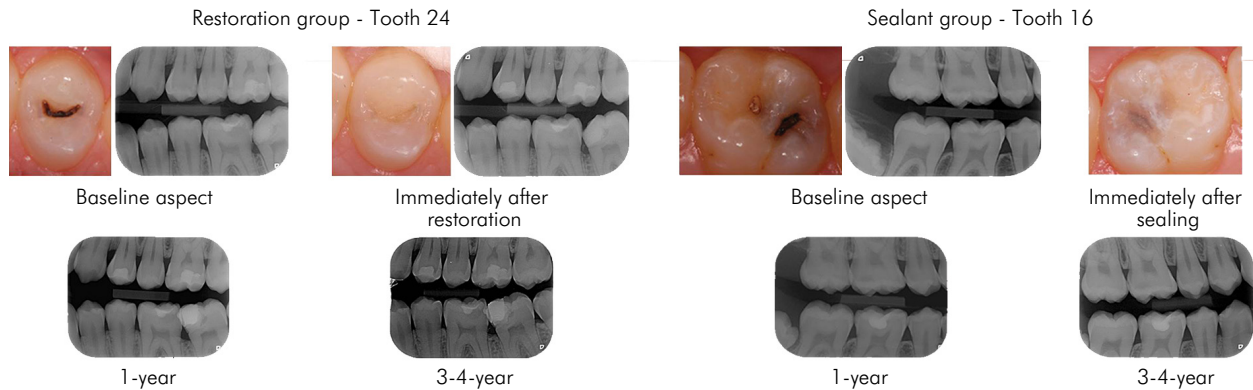 Restoration group - Tooth 24
Sealant group - Tooth 16
Baseline aspect
Immediately after
restoration
Baseline aspect
Immediately after
sealing
1-year
3-4-year
1-year
3-4-year